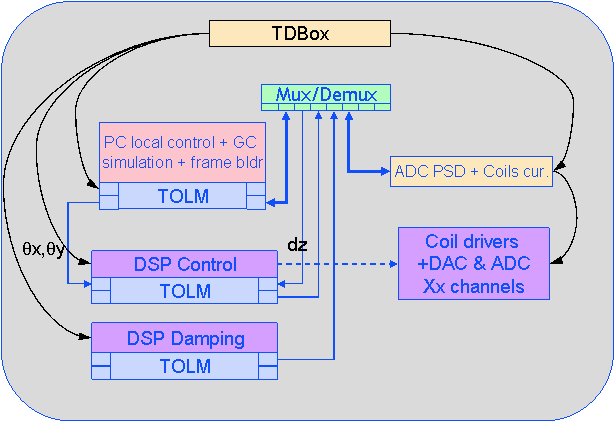 TDBox
Mux/Demux
PC local control + GC
simulation + frame bldr
TOLM
ADC PSD + Coils cur.
θx,θy
dz
DSP Control
TOLM
Coil drivers
+DAC & ADC
Xx channels
DSP Damping
TOLM